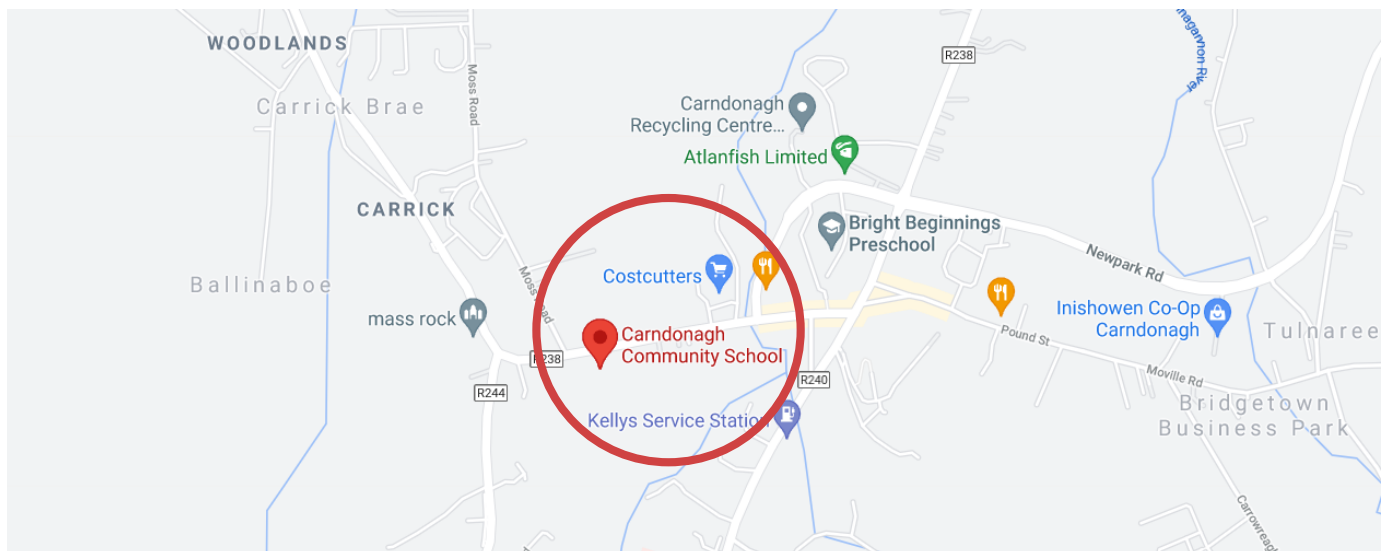 WOODLANDS
Moss Road
Carrick Brae
R238
Carndonagh
Recycling Centre...
Atlanfish Limited
CARRICK
Bright Beginnings
Preschool
Newpark Rd
Ballinaboe
Moss Road
Costcutters
mass rock
Inishowen Co-Op
Carndonagh
Tulnaree
Carndonagh
Community School
Pound St
R238
R244
R240
Moville Rd
Bridgetown
Business Park
Kellys Service Station